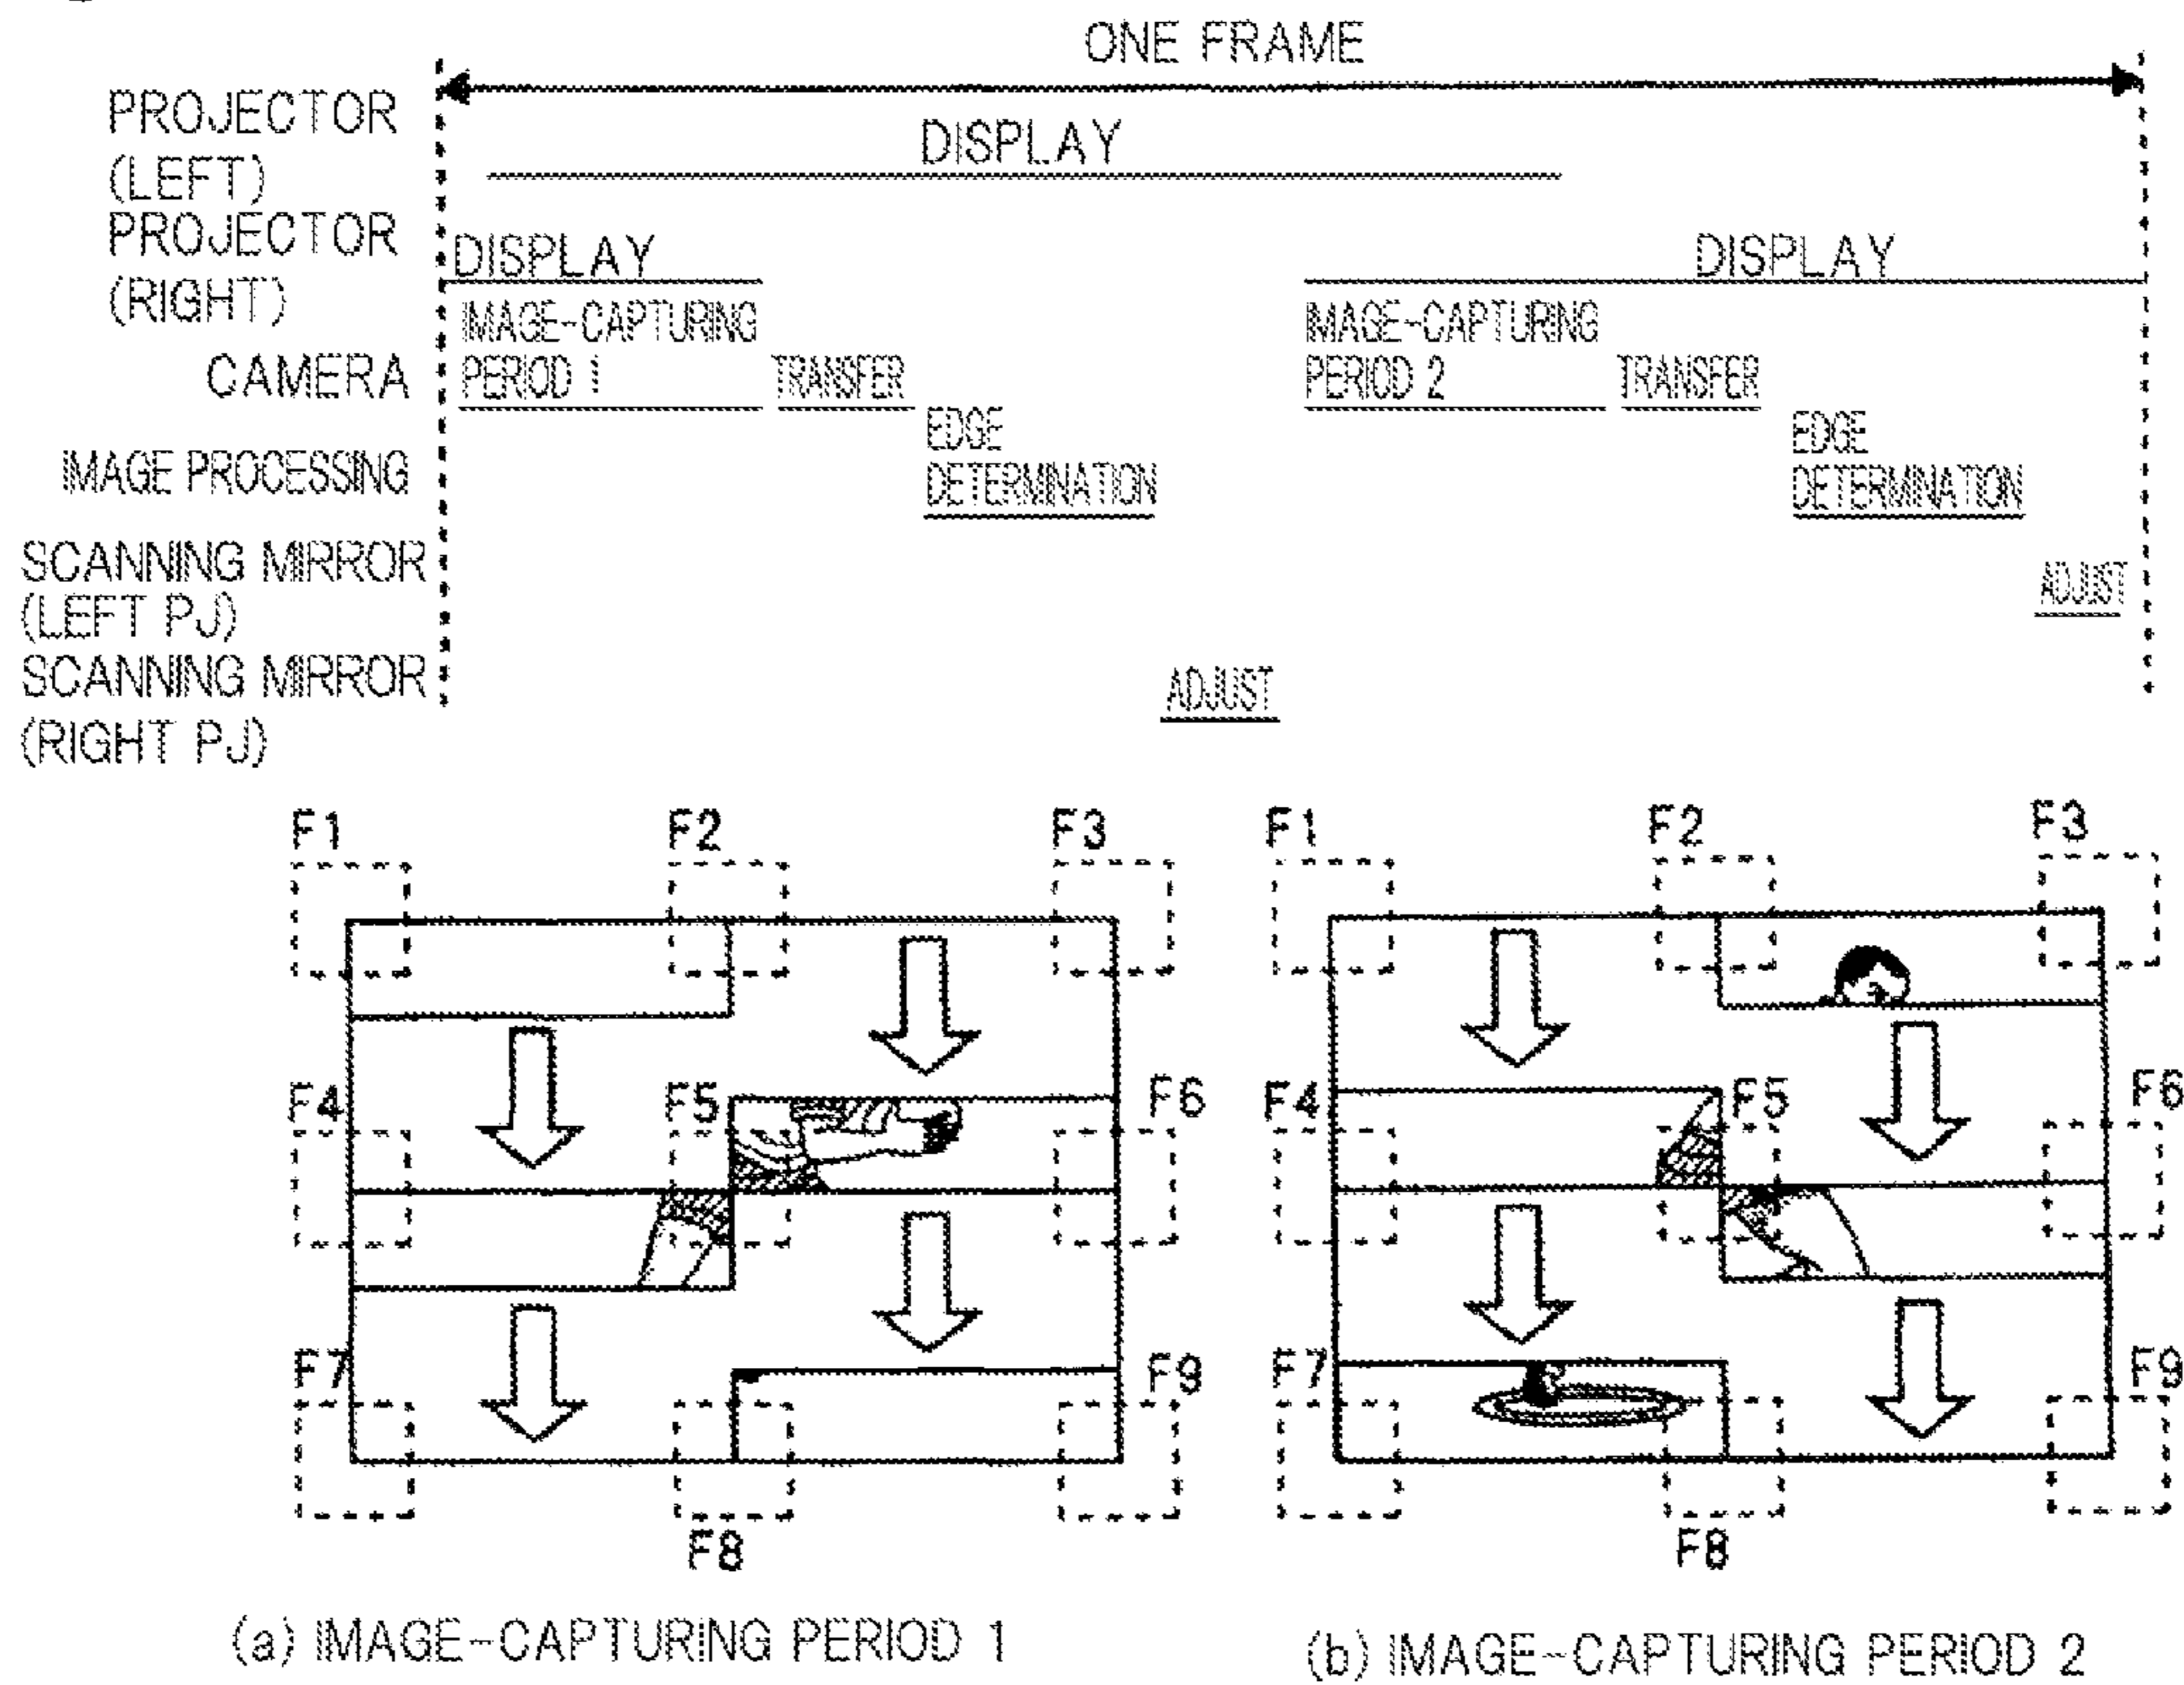 ONE FRAME
PROJECTOR
(LEFT)
DISPLAY
PROJECTOR
(RIGHT)
DISPLAY
DISPLAY
CAMERA
IMAGE-CAPTURING
PERIOD 1
TRANSFER
IMAGE-CAPTURING
PERIOD 2
TRANSFER
IMAGE PROCESSING
EDGE
DETERMINATION
EDGE
DETERMINATION
SCANNING MIRROR
(LEFT PJ)
ADJUST
SCANNING MIRROR
(RIGHT PJ)
ADJUST
F1
F2
F3
F4
F5
F6
F7
F8
F9
(a) IMAGE-CAPTURING PERIOD 1
F1
F2
F3
F4
F5
F6
F7
F8
F9
(b) IMAGE-CAPTURING PERIOD 2